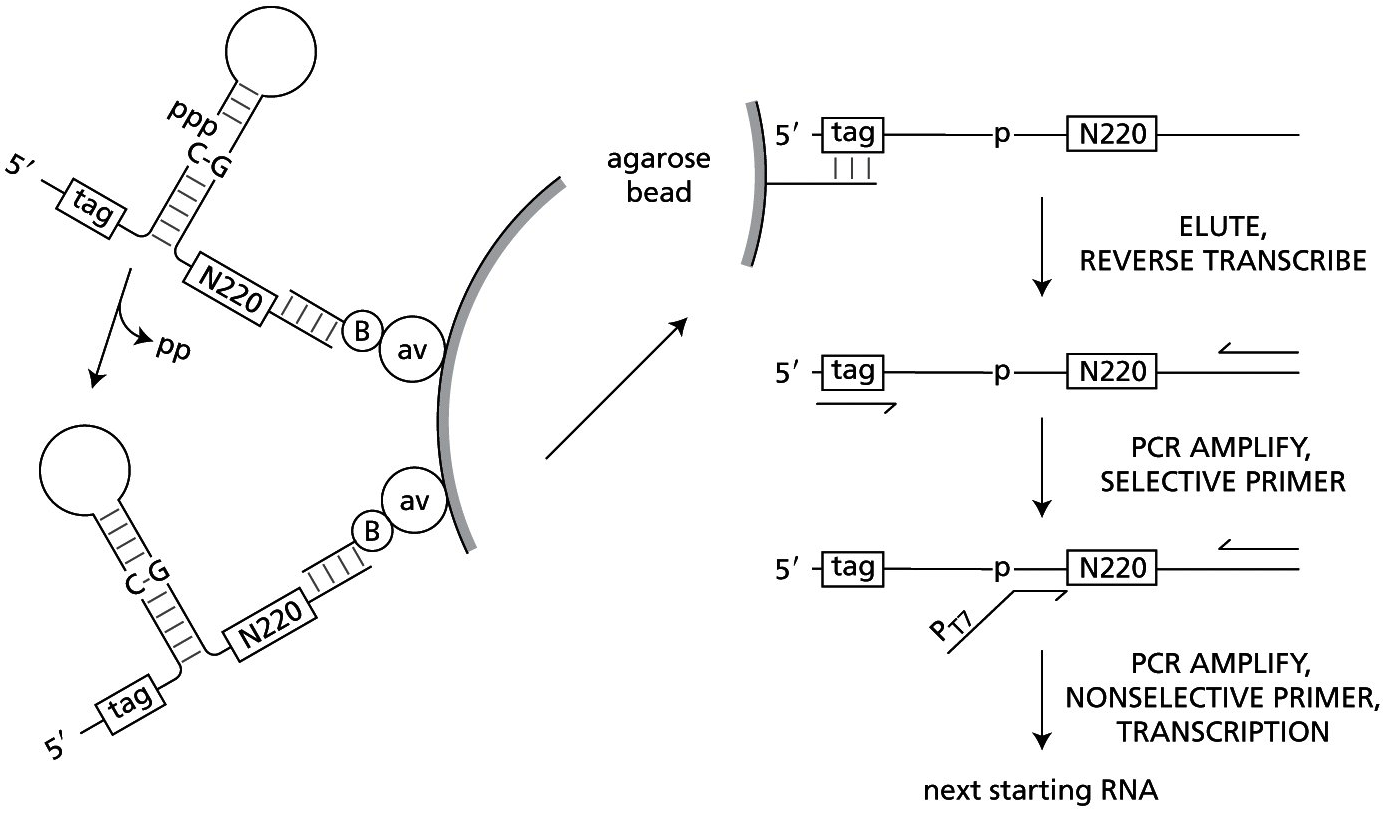 ppp
C-G
5′
tag
N220
B
av
pp
C G
av
B
N220
tag
5′
agarose
bead
5′ tag p N220
ELUTE,
REVERSE TRANSCRIBE
5′ tag p N220
PCR AMPLIFY,
SELECTIVE PRIMER
5′ tag p N220
PT7
PCR AMPLIFY,
NONSELECTIVE PRIMER,
TRANSCRIPTION
next starting RNA